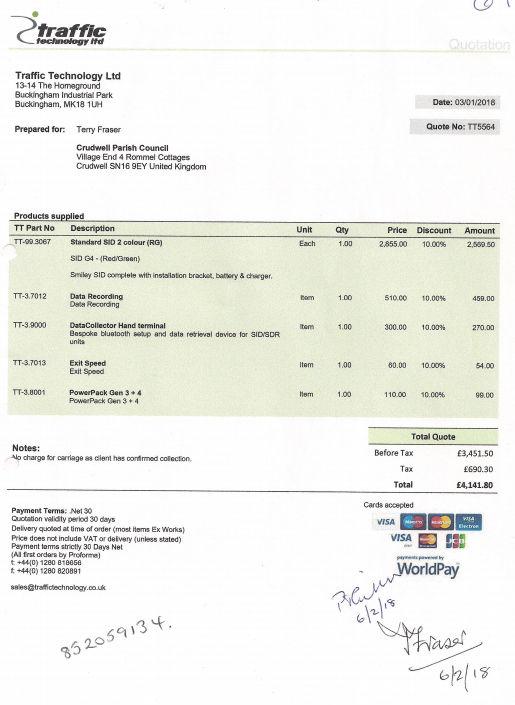 traffic
technology ltd
Quotation
Traffic Technology Ltd
13-14 The Homeground
Buckingham Industrial Park
Buckingham, MK18 1UH
Date: 03/01/2018
Quote No: TT5564
Prepared for: Terry Fraser
Crudwell Parish Council
Village End 4 Rommel Cottages
Crudwell SN16 9EY United Kingdom
Products supplied
TT Part No Description Unit Qty Price Discount Amount
TT-99.3067 Standard SID 2 colour (RG) Each 1.00 2,855.00 10.00% 2,569.50
SID G4 - (Red/Green)
Smiley SID complete with installation bracket, battery & charger.
TT-3.7012 Data Recording Item 1.00 510.00 10.00% 459.00
Data Recording
TT-3.9000 DataCollector Hand terminal Item 1.00 300.00 10.00% 270.00
Bespoke bluetooth setup and data retrieval device for SID/SDR
units
TT-3.7013 Exit Speed Item 1.00 60.00 10.00% 54.00
Exit Speed
TT-3.8001 PowerPack Gen 3 + 4 Item 1.00 110.00 10.00% 99.00
PowerPack Gen 3 + 4
Total Quote
Notes:
No charge for carriage as client has confirmed collection.
Before Tax £3,451.50
Tax £690.30
Total £4,141.80
Payment Terms: .Net 30
Quotation validity period 30 days
Delivery quoted at time of order (most items Ex Works)
Price does not include VAT or delivery (unless stated)
Payment terms strictly 30 Days Net
(All first orders by Proforma)
t: +44(0) 1280 818656
f: +44(0) 1280 820891
sales@traffictechnology.co.uk
Cards accepted
VISA Maestro VISA Electron
VISA JCB
payments powered by
WorldPay
6/2/18
852059134.
T Fraser
6/2/18